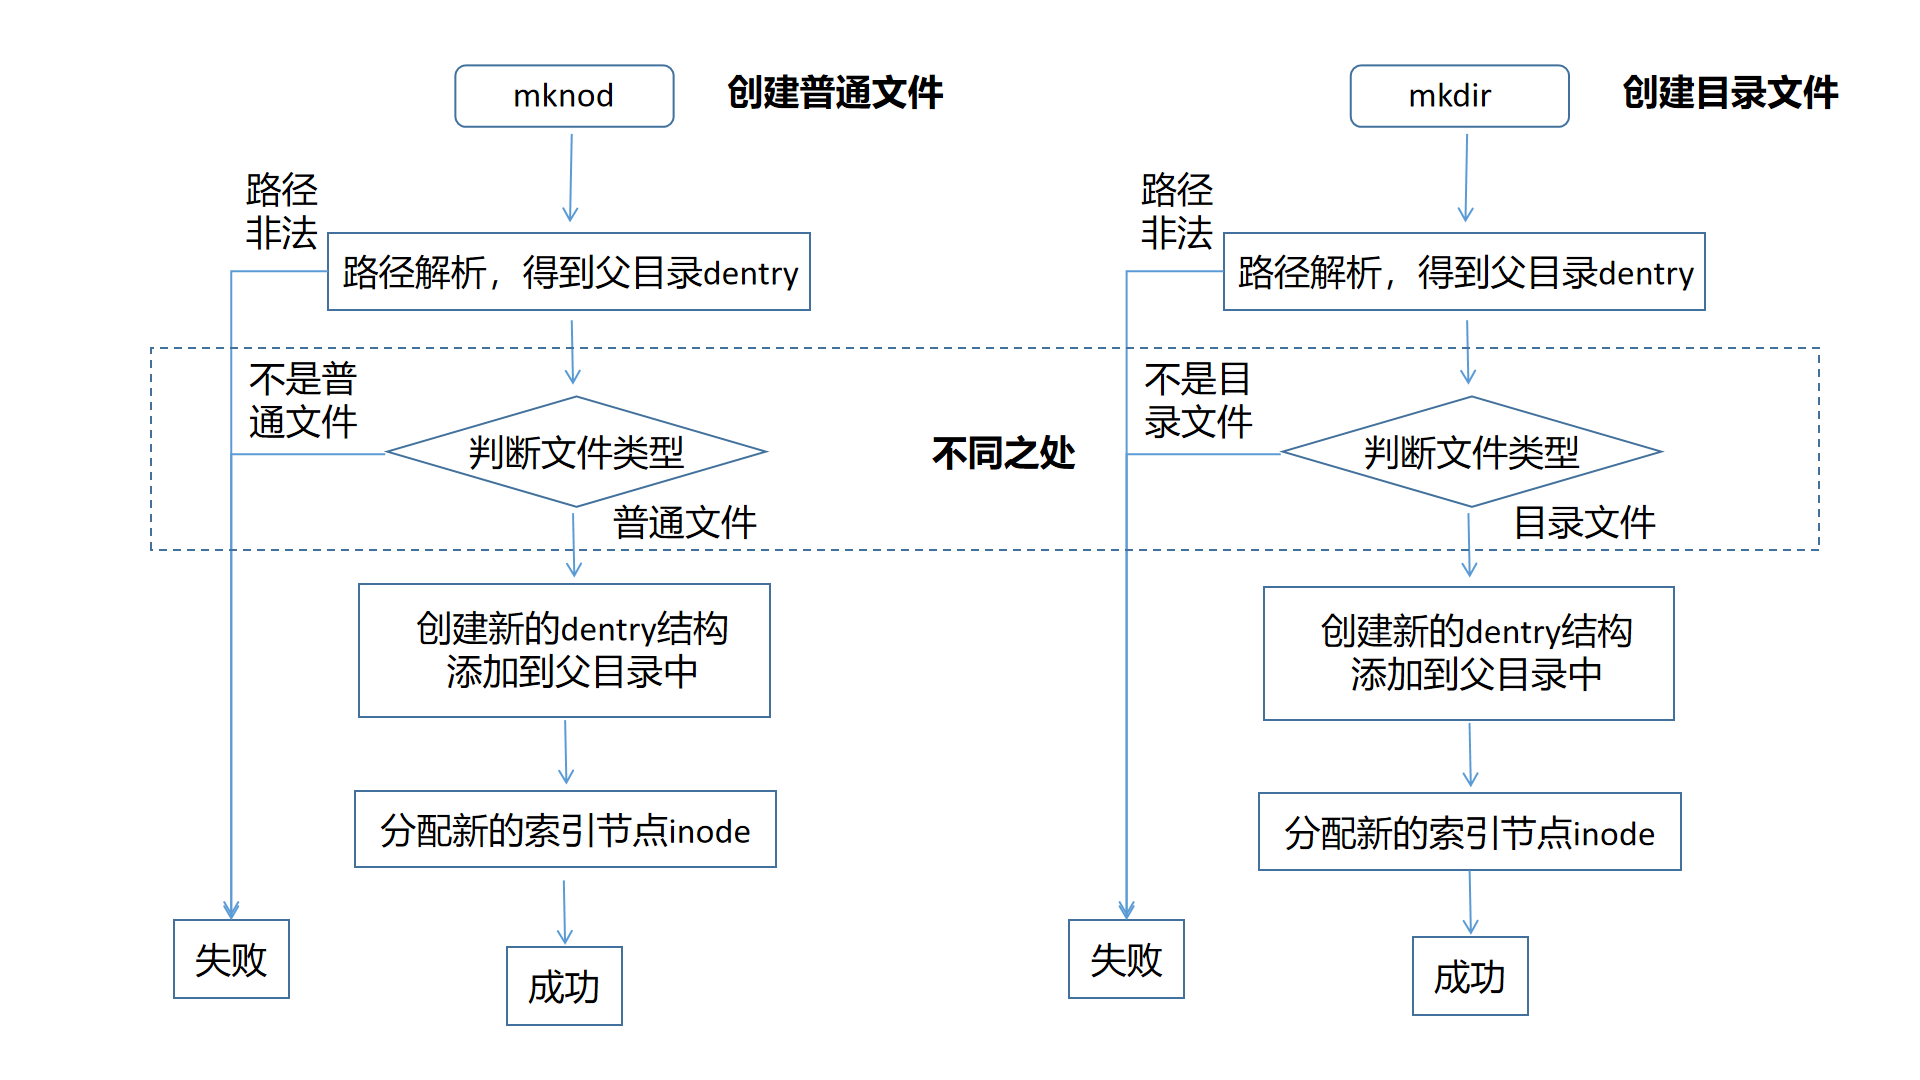 mknod
创建普通文件
路径
非法
路径解析，得到父目录dentry
不是普
通文件
判断文件类型
普通文件
创建新的dentry结构
添加到父目录中
分配新的索引节点inode
失败
成功
不同之处
mkdir
创建目录文件
路径
非法
路径解析，得到父目录dentry
不是目
录文件
判断文件类型
目录文件
创建新的dentry结构
添加到父目录中
分配新的索引节点inode
失败
成功